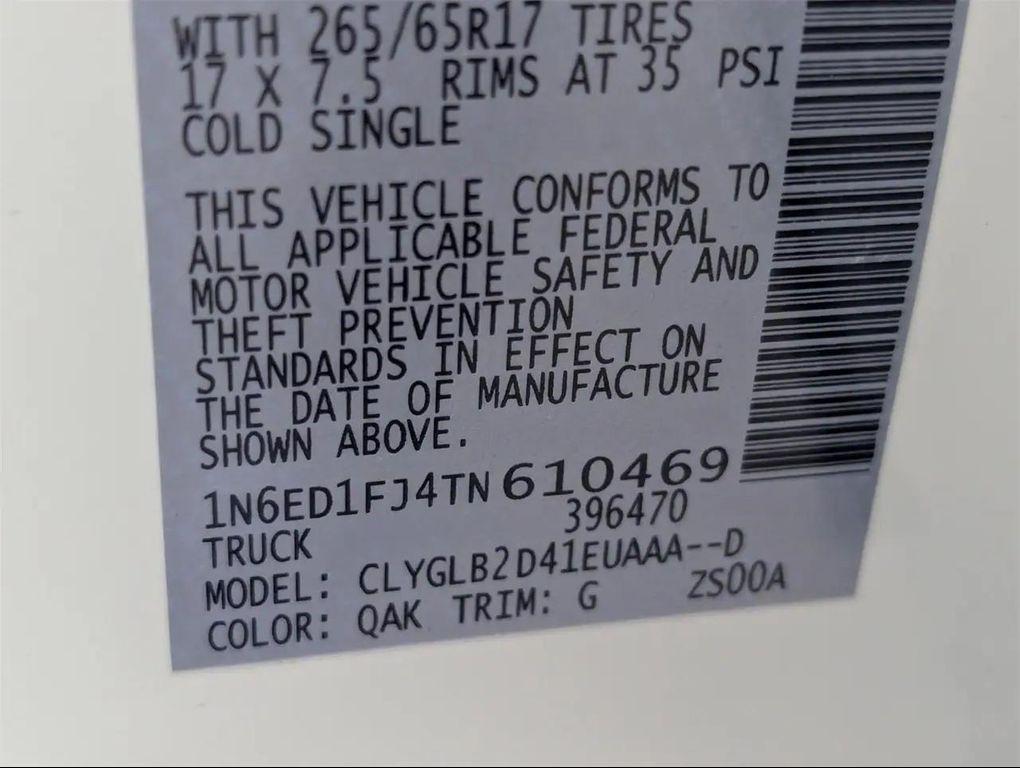 WITH 265/65R17 TIRES
17 X 7.5 RIMS AT 35 PSI
COLD SINGLE
THIS VEHICLE CONFORMS TO
ALL APPLICABLE FEDERAL
MOTOR VEHICLE SAFETY AND
THEFT PREVENTION
STANDARDS IN EFFECT ON
THE DATE OF MANUFACTURE
SHOWN ABOVE.
1N6ED1FJ4TN610469
TRUCK 396470
MODEL: CLYGLB2D41EUAAA--D
COLOR: QAK TRIM: G ZS00A